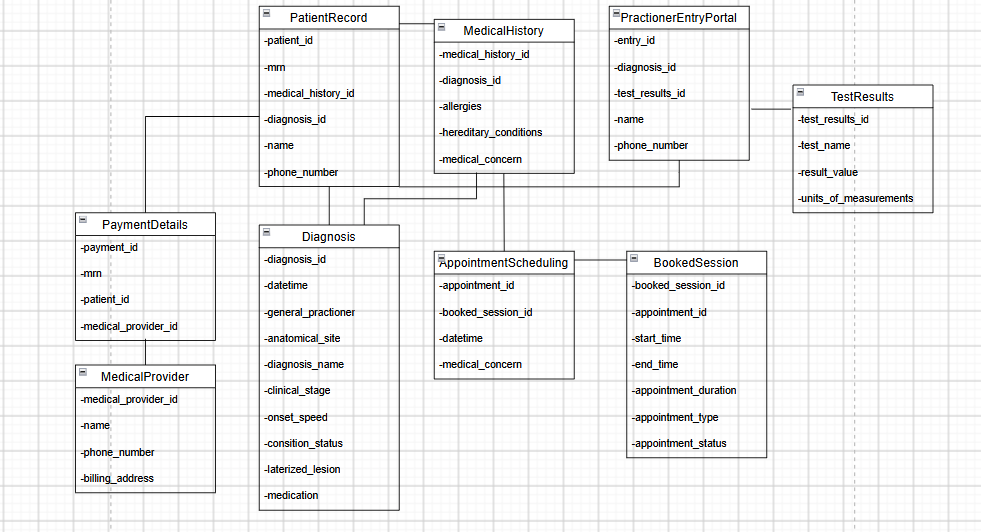 PatientRecord
-patient_id
-mrn
-medical_history_id
-diagnosis_id
-name
-phone_number
MedicalHistory
-medical_history_id
-diagnosis_id
-allergies
-hereditary_conditions
-medical_concern
PractionerEntryPortal
-entry_id
-diagnosis_id
-test_results_id
-name
-phone_number
TestResults
-test_results_id
-test_name
-result_value
-units_of_measurements
PaymentDetails
-payment_id
-mrn
-patient_id
-medical_provider_id
Diagnosis
-diagnosis_id
-datetime
-general_practioner
-anatomical_site
-diagnosis_name
-clinical_stage
-onset_speed
-consition_status
-laterized_lesion
-medication
AppointmentScheduling
-appointment_id
-booked_session_id
-datetime
-medical_concern
BookedSession
-booked_session_id
-appointment_id
-start_time
-end_time
-appointment_duration
-appointment_type
-appointment_status
MedicalProvider
-medical_provider_id
-name
-phone_number
-billing_address